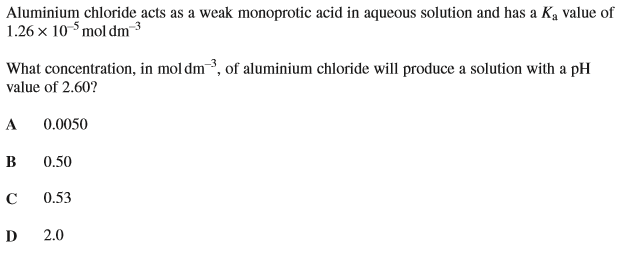 Aluminium chloride acts as a weak monoprotic acid in aqueous solution and has a Kₐ value of
1.26 × 10⁻⁵ mol dm⁻³
What concentration, in mol dm⁻³, of aluminium chloride will produce a solution with a pH
value of 2.60?
A 0.0050
B 0.50
C 0.53
D 2.0